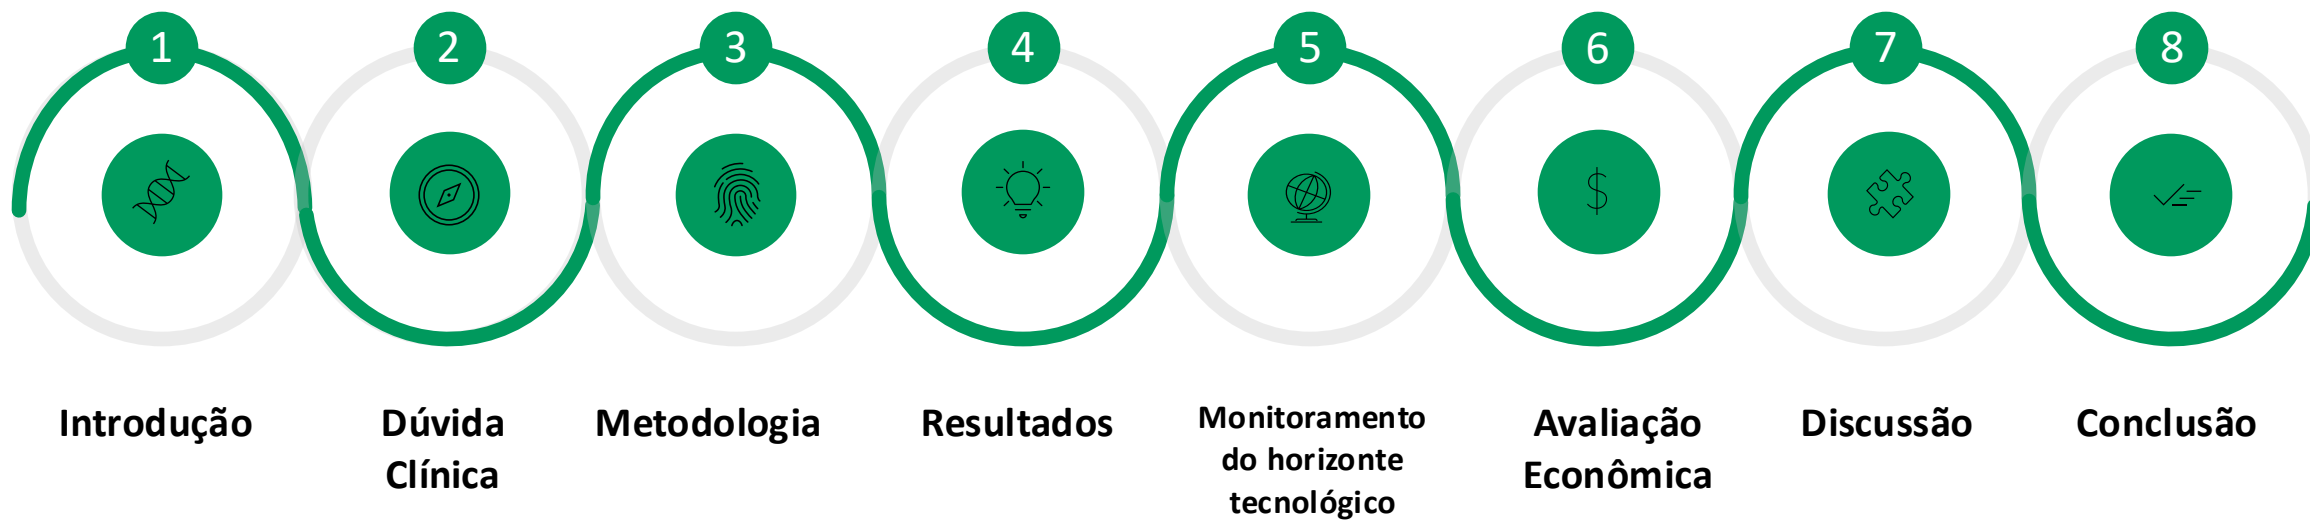 1
2
3
4
5
6
7
8
Introdução
Dúvida
Clínica
Metodologia
Resultados
Monitoramento
do horizonte
tecnológico
Avaliação
Econômica
Discussão
Conclusão